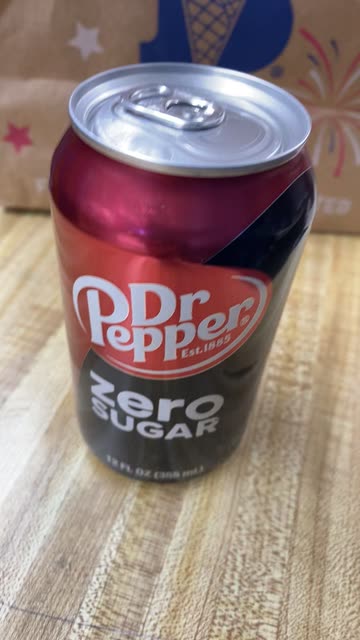 Dr
Pepper®
Est.1885
zero
SUGAR
12 FL OZ (355 mL)